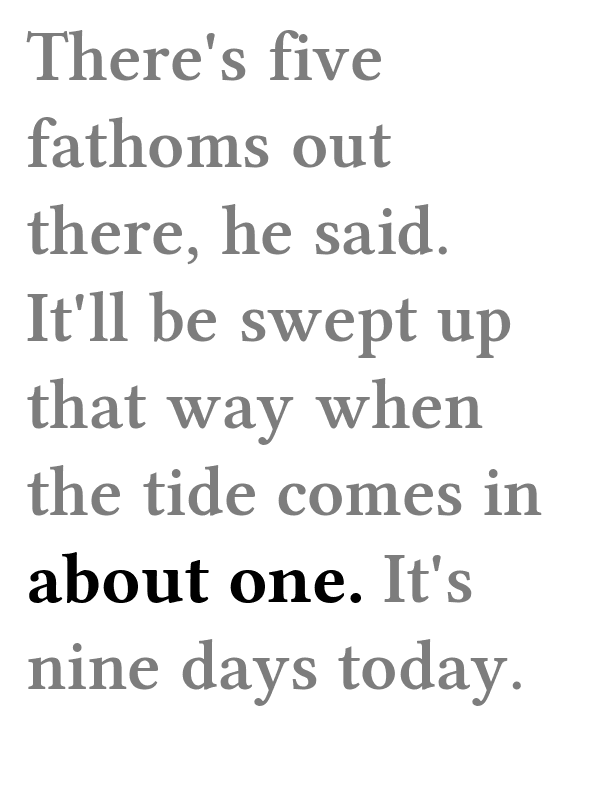 There's five
fathoms out
there, he said.
It'll be swept up
that way when
the tide comes in
about one. It's
nine days today.